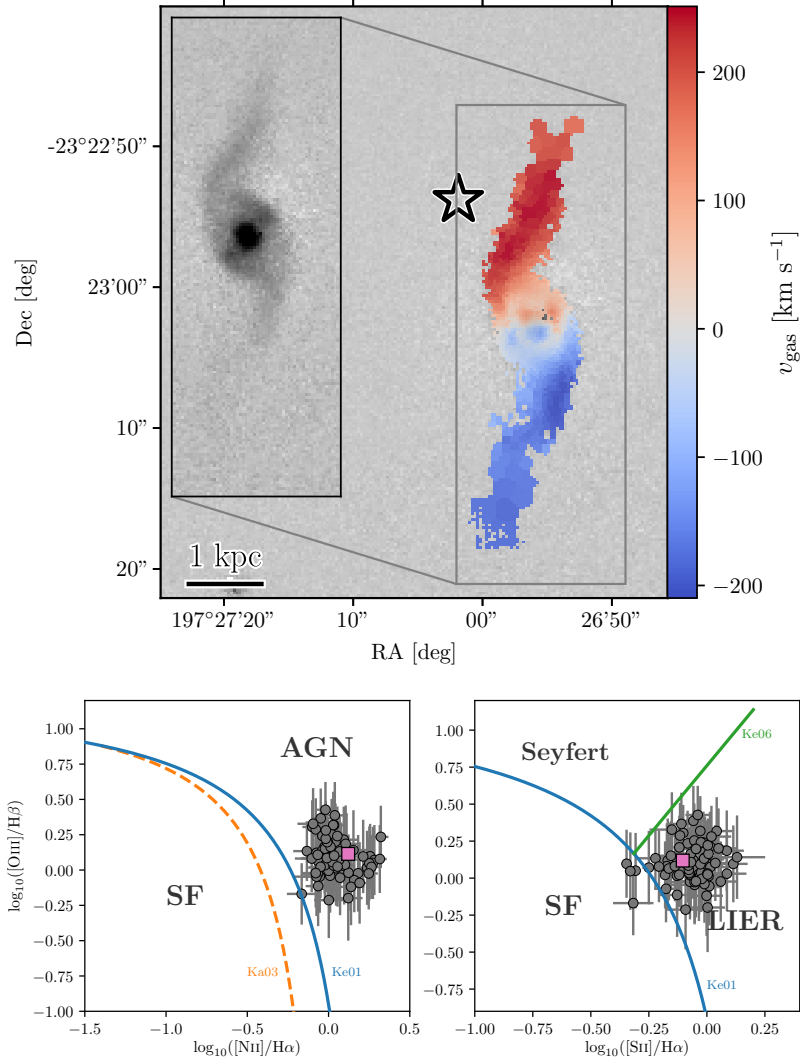 -23°22'50"
23'00"
10"
20"
Dec [deg]
1 kpc
197°27'20"
10"
00"
26'50"
RA [deg]
200
100
0
−100
−200
v_gas [km s⁻¹]
1.00
0.75
0.50
0.25
0.00
−0.25
−0.50
−0.75
−1.00
log₁₀([OIII]/Hβ)
AGN
SF
Ka03
Ke01
−1.5
−1.0
−0.5
0.0
0.5
log₁₀([NII]/Hα)
1.00
0.75
0.50
0.25
0.00
−0.25
−0.50
−0.75
Seyfert
Ke06
SF
LIER
Ke01
−1.00
−0.75
−0.50
−0.25
0.00
0.25
log₁₀([SII]/Hα)